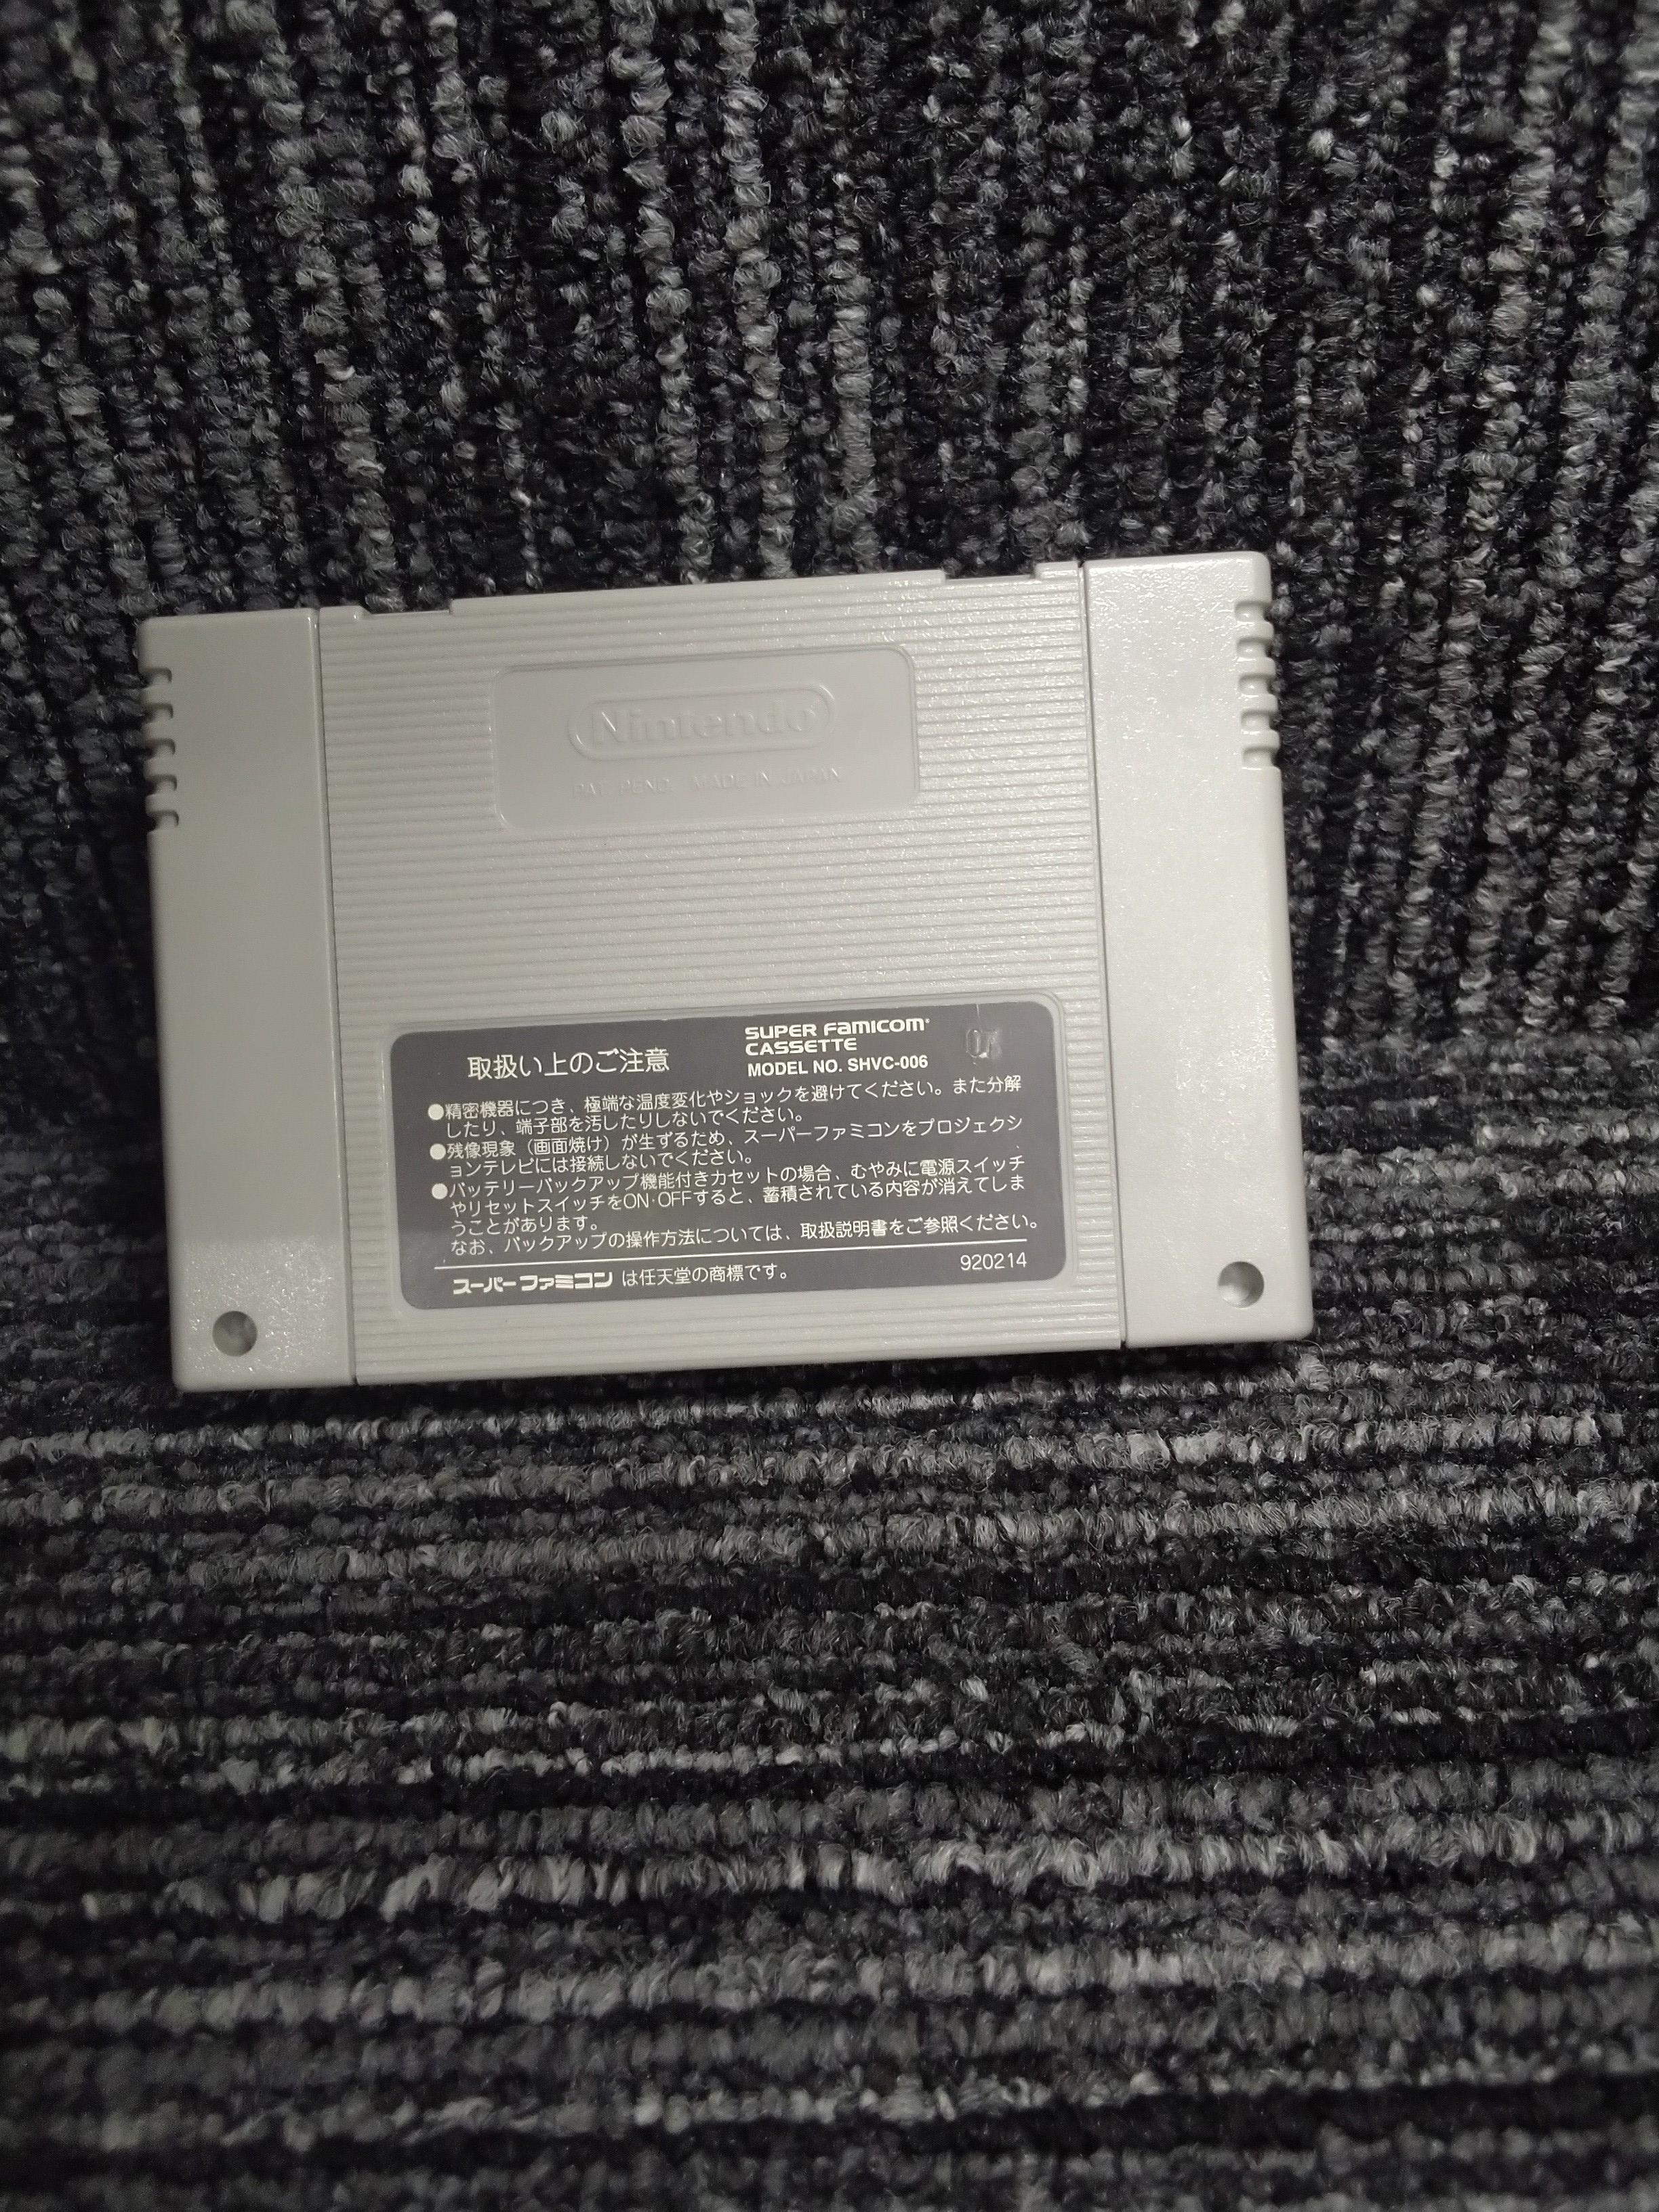 Nintendo
PAT. PEND. MADE IN JAPAN
取扱い上のご注意
SUPER FAMICOM
CASSETTE
MODEL NO. SHVC-006
●精密機器につき、極端な温度変化やショックを避けてください。また分解
したり、端子部を汚したりしないでください。
●残像現象(画面焼け)が生ずるため、スーパーファミコンをプロジェクシ
ョンテレビには接続しないでください。
●バッテリーバックアップ機能付きカセットの場合、むやみに電源スイッチ
やリセットスイッチをON・OFFすると、蓄積されている内容が消えてしま
うことがあります。
なお、バックアップの操作方法については、取扱説明書をご参照ください。
スーパーファミコン は任天堂の商標です。
920214